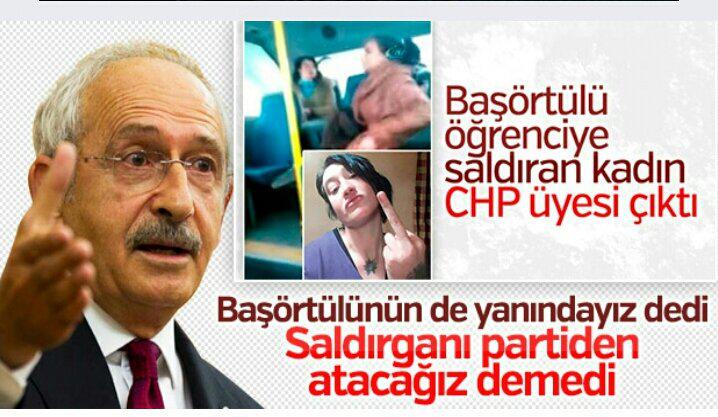 Başörtülü
öğrenciye
saldıran kadın
CHP üyesi çıktı
Başörtülünün de yanındayız dedi
Saldırganı partiden
atacağız demedi